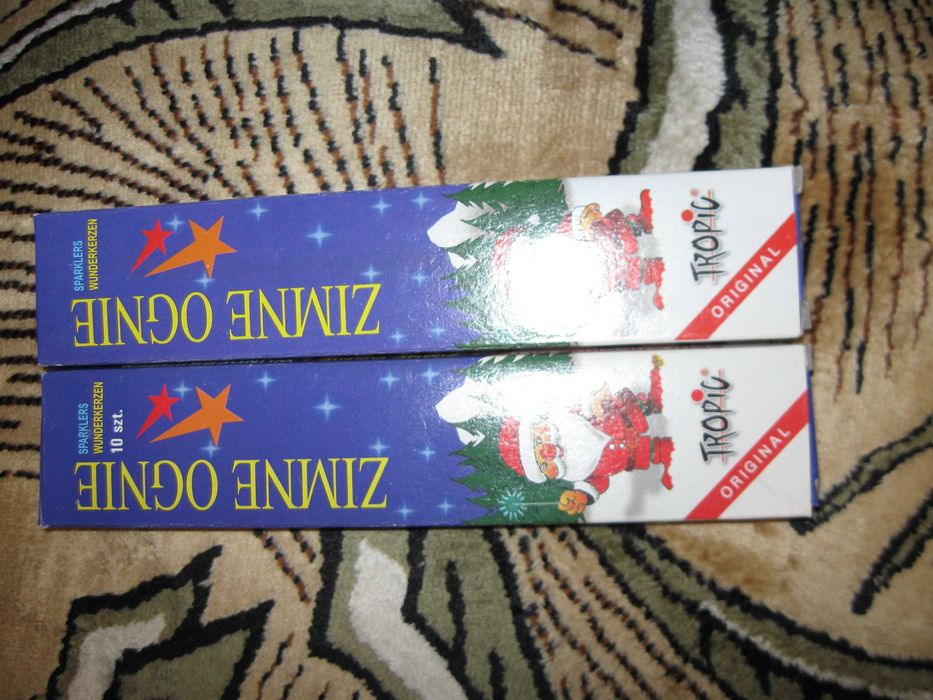 SPARKLERS
WUNDERKERZEN
ZIMNE OGNIE
TROPIC
ORIGINAL
SPARKLERS
WUNDERKERZEN
10 szt.
ZIMNE OGNIE
TROPIC
ORIGINAL